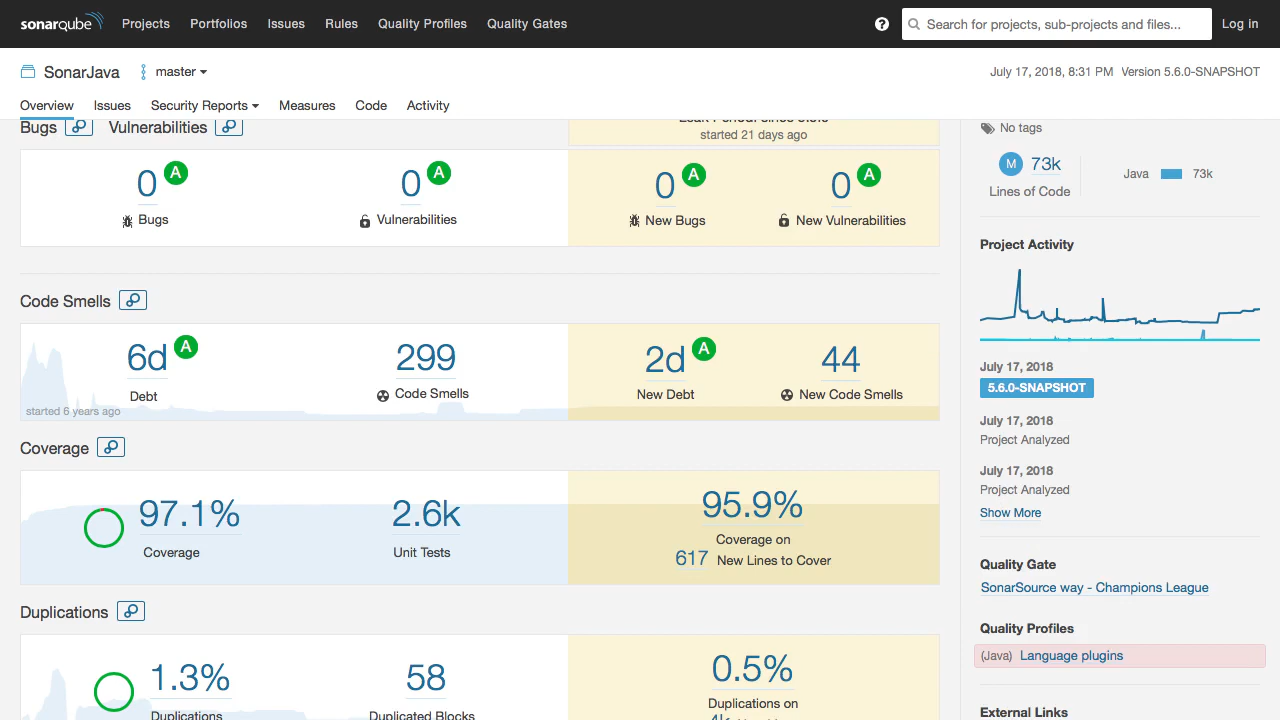 sonarqube Projects Portfolios Issues Rules Quality Profiles Quality Gates ? Search for projects, sub-projects and files... Log in
SonarJava master July 17, 2018, 8:31 PM Version 5.6.0-SNAPSHOT
Overview Issues Security Reports Measures Code Activity
Bugs Vulnerabilities
started 21 days ago
0 A
Bugs
0 A
Vulnerabilities
0 A
New Bugs
0 A
New Vulnerabilities
Code Smells
6d A
Debt
started 6 years ago
299
Code Smells
2d A
New Debt
44
New Code Smells
Coverage
97.1%
Coverage
2.6k
Unit Tests
95.9%
Coverage on
617 New Lines to Cover
Duplications
1.3%
Duplications
58
Duplicated Blocks
0.5%
Duplications on
No tags
M 73k
Lines of Code
Java 73k
Project Activity
July 17, 2018
5.6.0-SNAPSHOT
July 17, 2018
Project Analyzed
July 17, 2018
Project Analyzed
Show More
Quality Gate
SonarSource way - Champions League
Quality Profiles
(Java) Language plugins
External Links